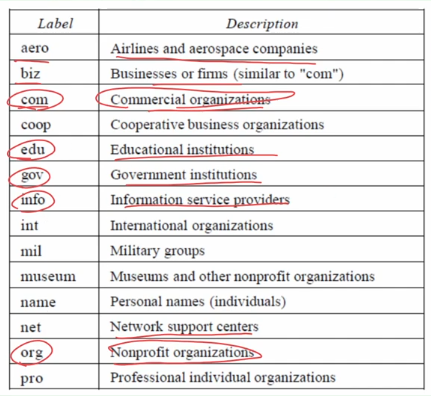 Label Description
aero Airlines and aerospace companies
biz Businesses or firms (similar to "com")
com Commercial organizations
coop Cooperative business organizations
edu Educational institutions
gov Government institutions
info Information service providers
int International organizations
mil Military groups
museum Museums and other nonprofit organizations
name Personal names (individuals)
net Network support centers
org Nonprofit organizations
pro Professional individual organizations